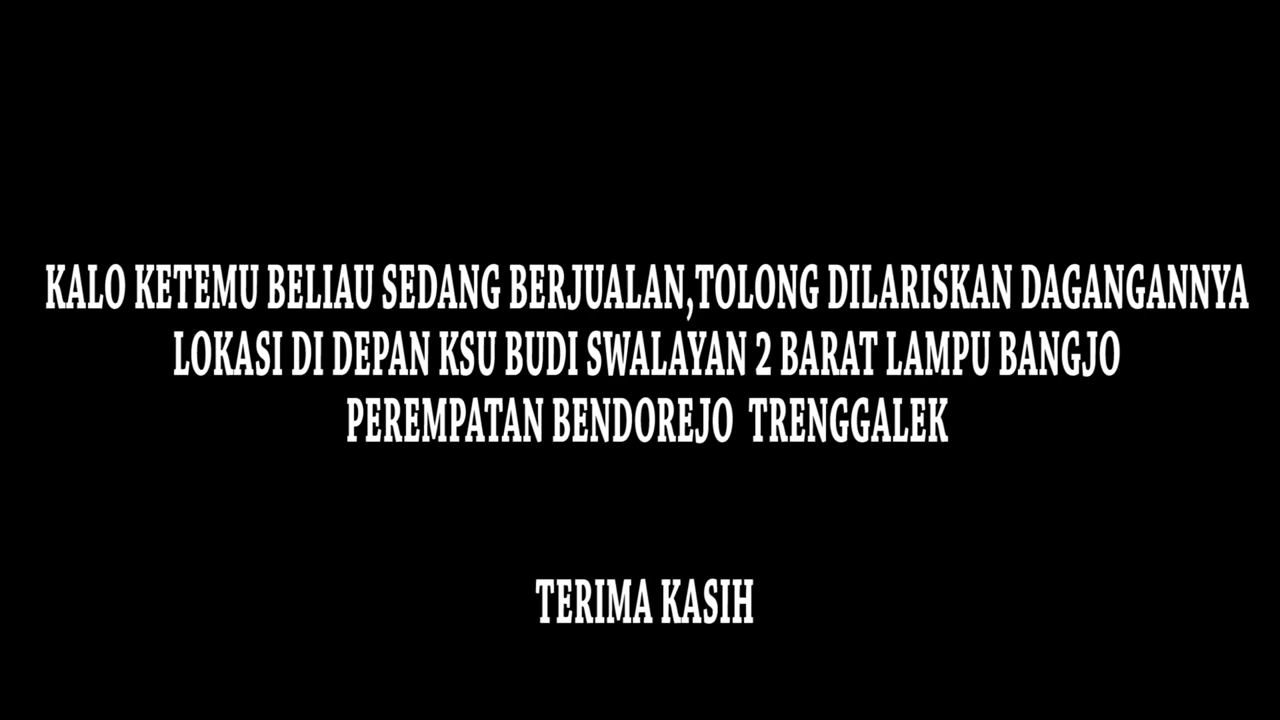 KALO KETEMU BELIAU SEDANG BERJUALAN,TOLONG DILARISKAN DAGANGANNYA
LOKASI DI DEPAN KSU BUDI SWALAYAN 2 BARAT LAMPU BANGJO
PEREMPATAN BENDOREJO TRENGGALEK
TERIMA KASIH